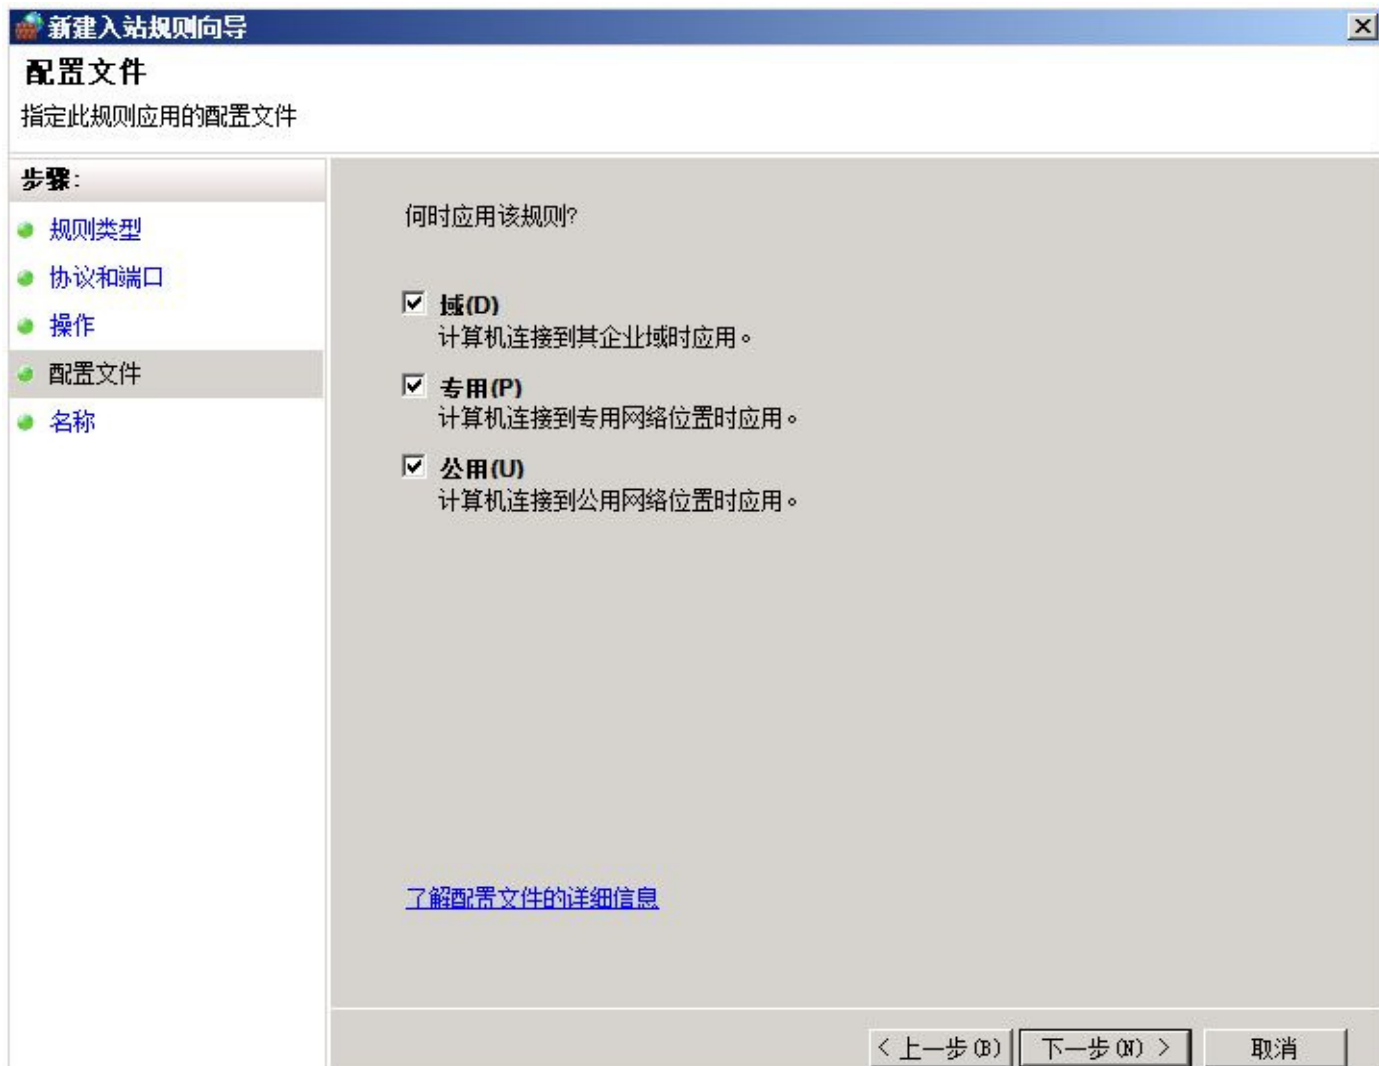 新建入站规则向导
配置文件
指定此规则应用的配置文件
步骤:
规则类型
协议和端口
操作
配置文件
名称
何时应用该规则?
域(D)
计算机连接到其企业域时应用。
专用(P)
计算机连接到专用网络位置时应用。
公用(U)
计算机连接到公用网络位置时应用。
了解配置文件的详细信息
< 上一步(B) 下一步(N) > 取消